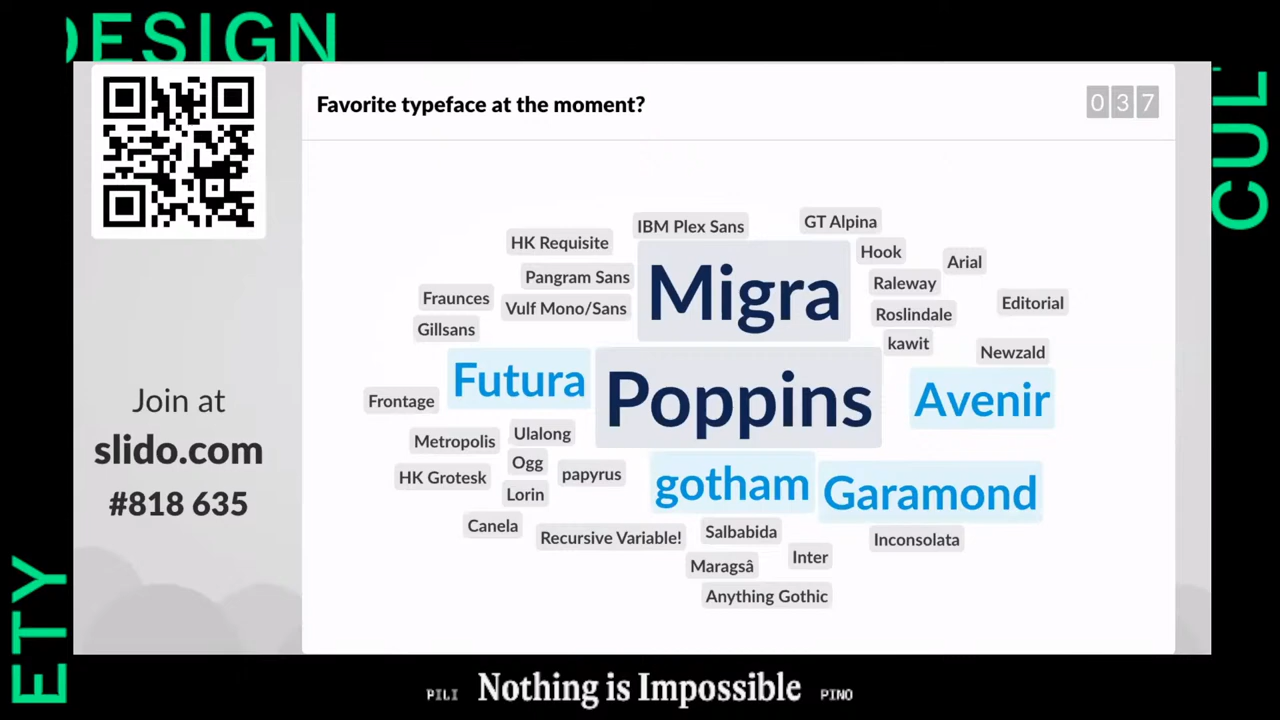 DESIGN
CUL
ETY
Join at
slido.com
#818 635
Favorite typeface at the moment?
037
IBM Plex Sans
GT Alpina
HK Requisite
Hook
Arial
Pangram Sans
Migra
Raleway
Fraunces
Vulf Mono/Sans
Roslindale
Editorial
Gillsans
kawit
Newzald
Futura
Poppins
Avenir
Frontage
Metropolis
Ulalong
HK Grotesk
Ogg
papyrus
gotham
Garamond
Lorin
Canela
Recursive Variable!
Salbabida
Inconsolata
Maragsâ
Inter
Anything Gothic
PILI Nothing is Impossible PINO